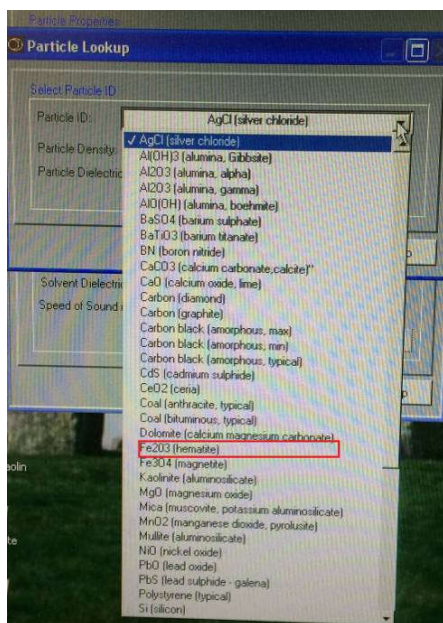 Particle Properties
Particle Lookup
Select Particle ID
Particle ID:
AgCl (silver chloride)
AgCl (silver chloride)
Al(OH)3 (alumina, Gibbsite)
Particle Density:
Al2O3 (alumina, alpha)
Particle Dielectric
Al2O3 (alumina, gamma)
AlO(OH) (alumina, boehmite)
BaSO4 (barium sulphate)
BaTiO3 (barium titanate)
BN (boron nitride)
CaCO3 (calcium carbonate,calcite)"
Solvent Dielectric
CaO (calcium oxide, lime)
Speed of Sound
Carbon (diamond)
Carbon (graphite)
Carbon black (amorphous, max)
Carbon black (amorphous, min)
Carbon black (amorphous, typical)
CdS (cadmium sulphide)
CeO2 (ceria)
Coal (anthracite, typical)
Coal (bituminous, typical)
Dolomite (calcium magnesium carbonate)
Fe2O3 (hematite)
Fe3O4 (magnetite)
aolin
Kaolinite (aluminosilicate)
MgO (magnesium oxide)
Mica (muscovite, potassium aluminosilicate)
MnO2 (manganese dioxide, pyrolusite)
Mullite (aluminosilicate)
NiO (nickel oxide)
PbO (lead oxide)
PbS (lead sulphide - galena)
Polystyrene (typical)
Si (silicon)